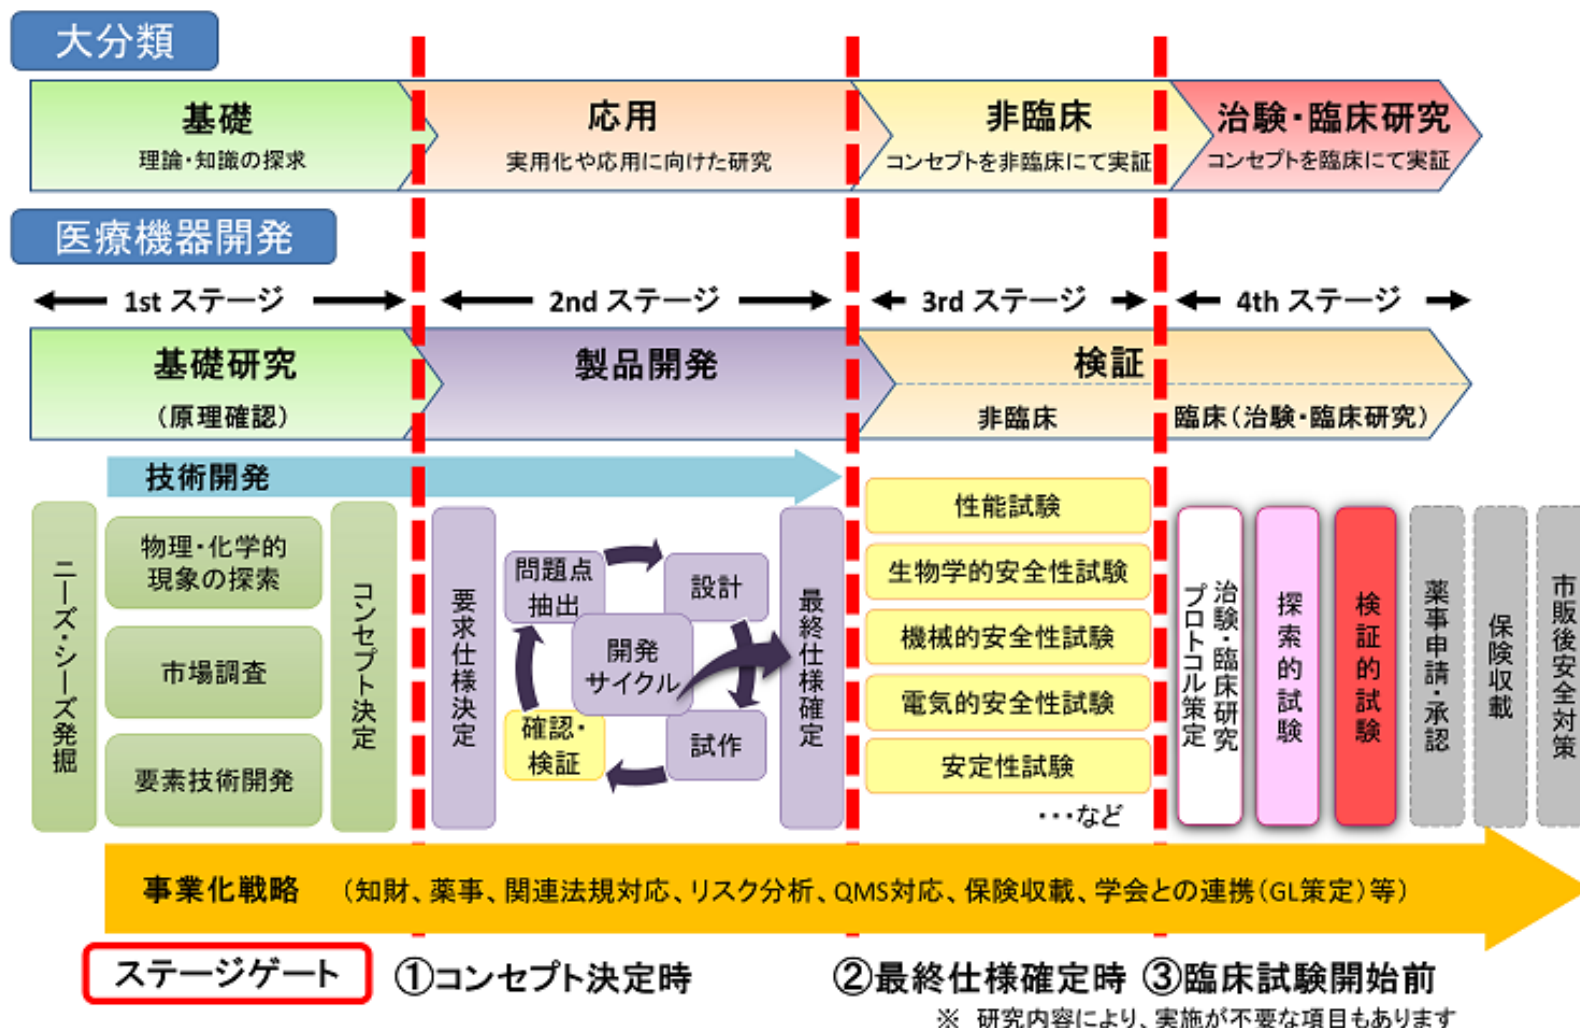 大分類
基礎
理論・知識の探求
応用
実用化や応用に向けた研究
非臨床
コンセプトを非臨床にて実証
治験・臨床研究
コンセプトを臨床にて実証
医療機器開発
1st ステージ
2nd ステージ
3rd ステージ
4th ステージ
基礎研究
（原理確認）
製品開発
検証
非臨床
臨床（治験・臨床研究）
技術開発
ニーズ・シーズ発掘
物理・化学的
現象の探索
市場調査
要素技術開発
コンセプト決定
要求仕様決定
問題点
抽出
設計
開発
サイクル
確認・
検証
試作
最終仕様確定
性能試験
生物学的安全性試験
機械的安全性試験
電気的安全性試験
安定性試験
・・・など
治験・臨床研究
プロトコル策定
探索的試験
検証的試験
薬事申請・承認
保険収載
市販後安全対策
事業化戦略 （知財、薬事、関連法規対応、リスク分析、QMS対応、保険収載、学会との連携（GL策定）等）
ステージゲート
①コンセプト決定時
②最終仕様確定時
③臨床試験開始前
※ 研究内容により、実施が不要な項目もあります